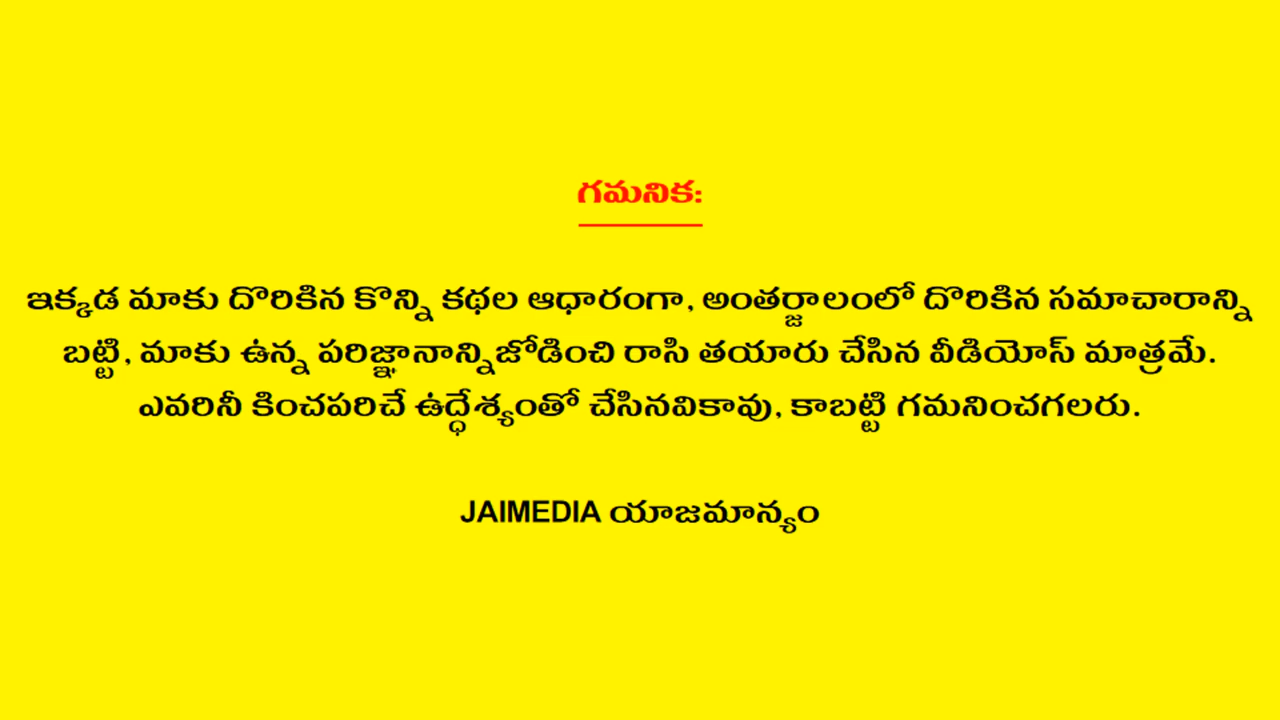 గమనిక:
ఇక్కడ మాకు దొరికిన కొన్ని కథల ఆధారంగా, అంతర్జాలంలో దొరికిన సమాచారాన్ని
బట్టి, మాకు ఉన్న పరిజ్ఞానాన్నిజోడించి రాసి తయారు చేసిన వీడియోస్ మాత్రమే.
ఎవరినీ కించపరిచే ఉద్ధేశ్యంతో చేసినవికావు, కాబట్టి గమనించగలరు.
JAIMEDIA యాజమాన్యం